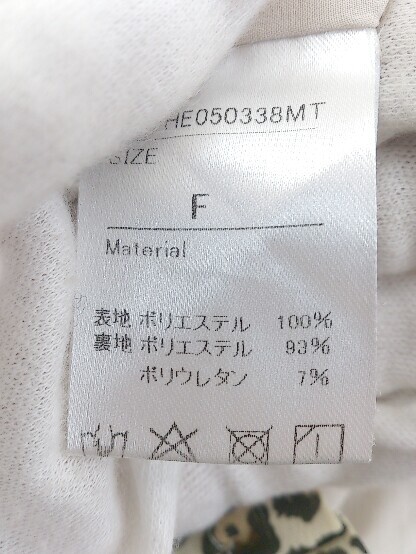 HE050338MT
SIZE
F
Material
表地 ポリエステル 100%
裏地 ポリエステル 93%
ポリウレタン 7%